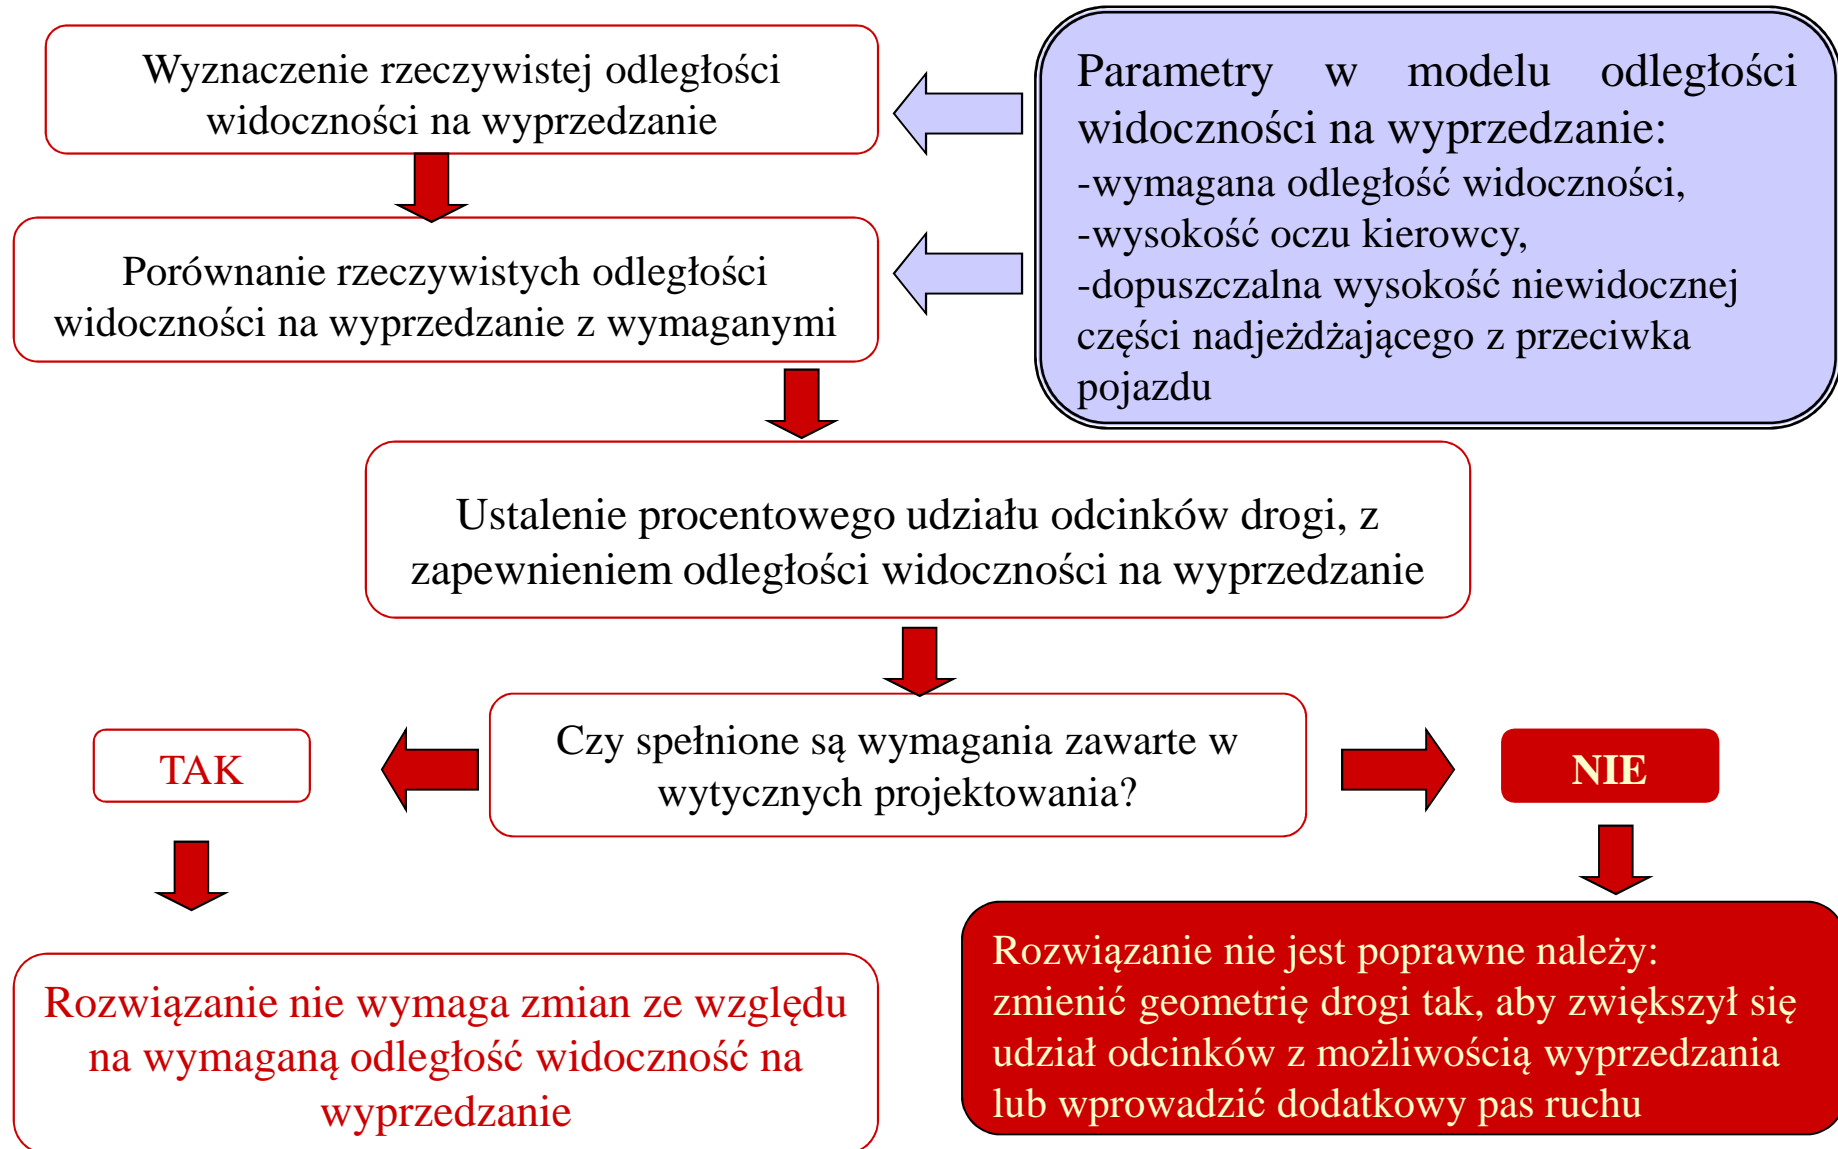 Wyznaczenie rzeczywistej odległości
widoczności na wyprzedzanie
Parametry w modelu odległości
widoczności na wyprzedzanie:
-wymagana odległość widoczności,
-wysokość oczu kierowcy,
-dopuszczalna wysokość niewidocznej
części nadjeżdżającego z przeciwka
pojazdu
Porównanie rzeczywistych odległości
widoczności na wyprzedzanie z wymaganymi
Ustalenie procentowego udziału odcinków drogi, z
zapewnieniem odległości widoczności na wyprzedzanie
Czy spełnione są wymagania zawarte w
wytycznych projektowania?
TAK
NIE
Rozwiązanie nie wymaga zmian ze względu
na wymaganą odległość widoczność na
wyprzedzanie
Rozwiązanie nie jest poprawne należy:
zmienić geometrię drogi tak, aby zwiększył się
udział odcinków z możliwością wyprzedzania
lub wprowadzić dodatkowy pas ruchu